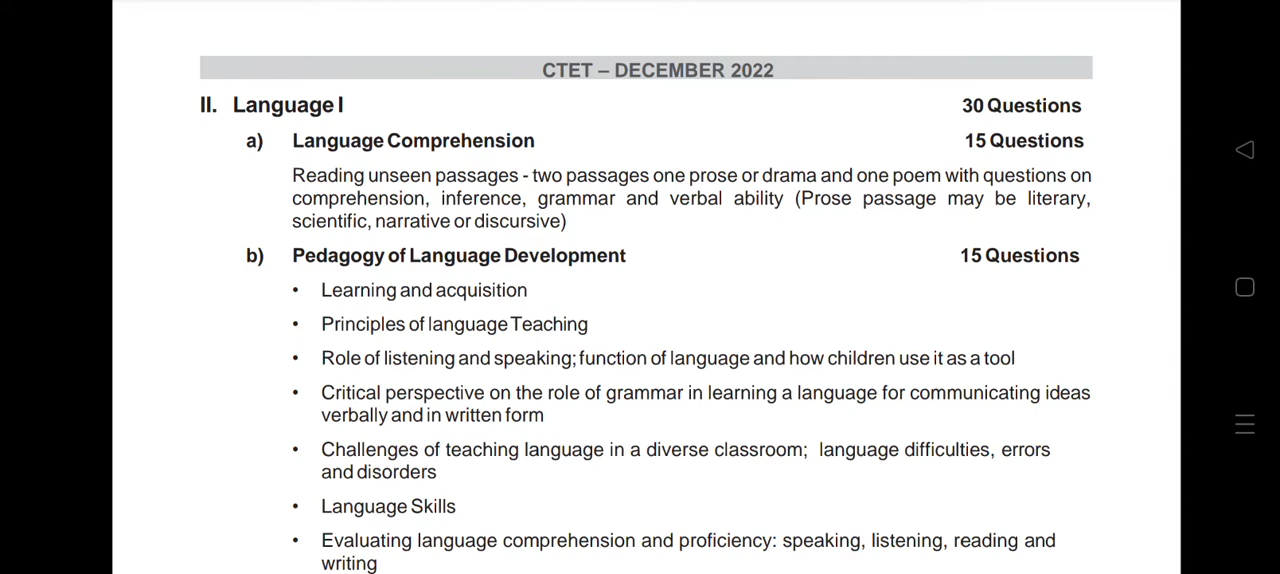 CTET – DECEMBER 2022
II. Language I 30 Questions
a) Language Comprehension 15 Questions
Reading unseen passages - two passages one prose or drama and one poem with questions on
comprehension, inference, grammar and verbal ability (Prose passage may be literary,
scientific, narrative or discursive)
b) Pedagogy of Language Development 15 Questions
• Learning and acquisition
• Principles of language Teaching
• Role of listening and speaking; function of language and how children use it as a tool
• Critical perspective on the role of grammar in learning a language for communicating ideas
verbally and in written form
• Challenges of teaching language in a diverse classroom; language difficulties, errors
and disorders
• Language Skills
• Evaluating language comprehension and proficiency: speaking, listening, reading and
writing